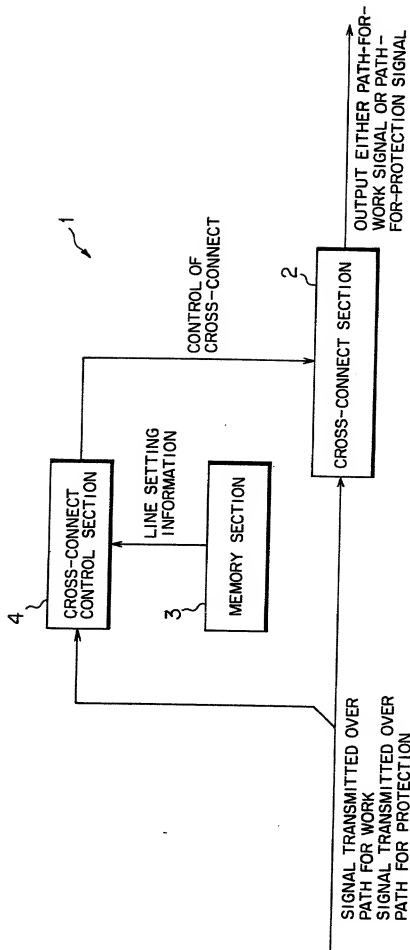 1
4
CROSS-CONNECT
CONTROL SECTION
CONTROL OF
CROSS-CONNECT
LINE SETTING
INFORMATION
3
MEMORY SECTION
2
CROSS-CONNECT SECTION
SIGNAL TRANSMITTED OVER
PATH FOR WORK
SIGNAL TRANSMITTED OVER
PATH FOR PROTECTION
OUTPUT EITHER PATH-FOR-
WORK SIGNAL OR PATH-
FOR-PROTECTION SIGNAL